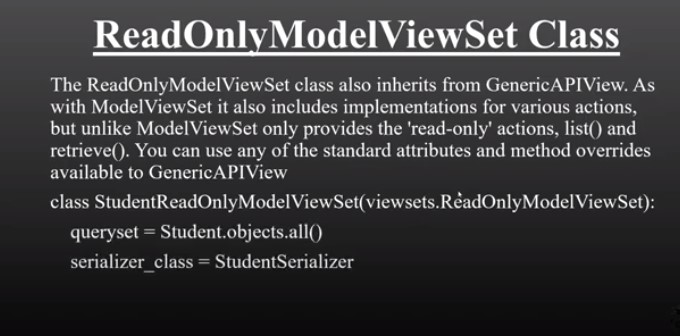 ReadOnlyModelViewSet Class
The ReadOnlyModelViewSet class also inherits from GenericAPIView. As
with ModelViewSet it also includes implementations for various actions,
but unlike ModelViewSet only provides the 'read-only' actions, list() and
retrieve(). You can use any of the standard attributes and method overrides
available to GenericAPIView
class StudentReadOnlyModelViewSet(viewsets.ReadOnlyModelViewSet):
queryset = Student.objects.all()
serializer_class = StudentSerializer